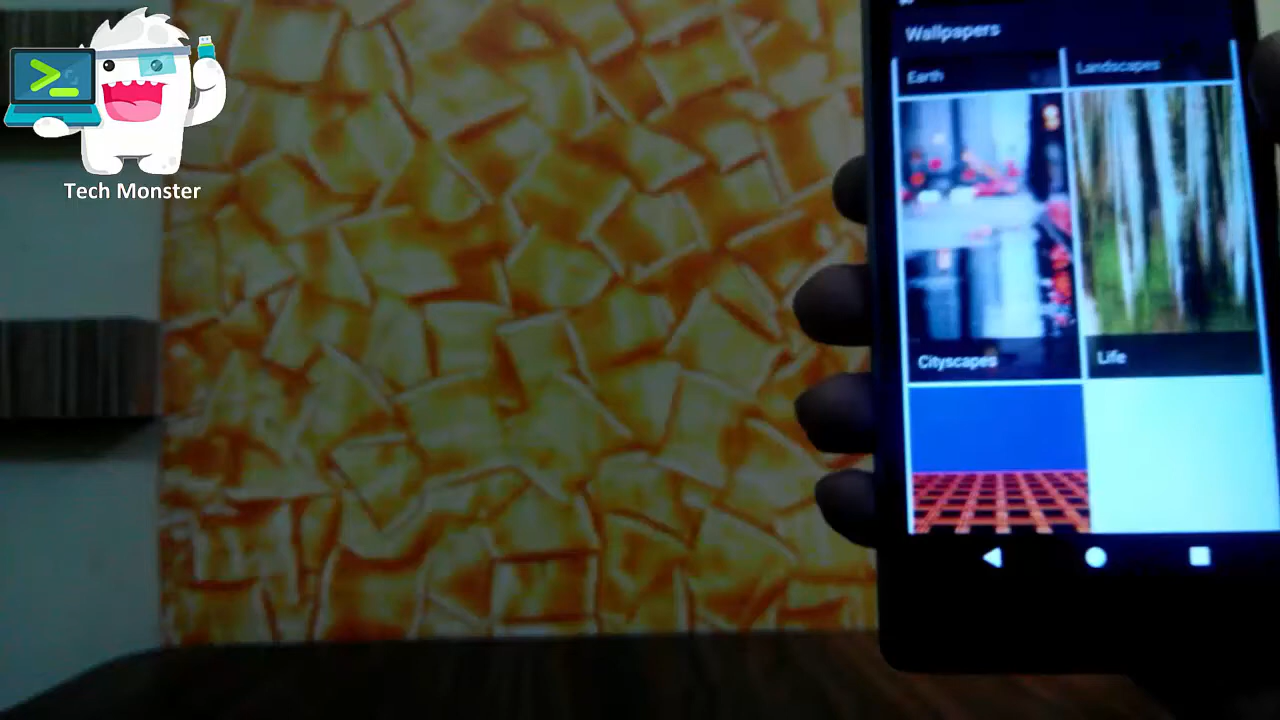 Tech Monster
Wallpapers
Earth
Landscapes
Cityscapes
Life